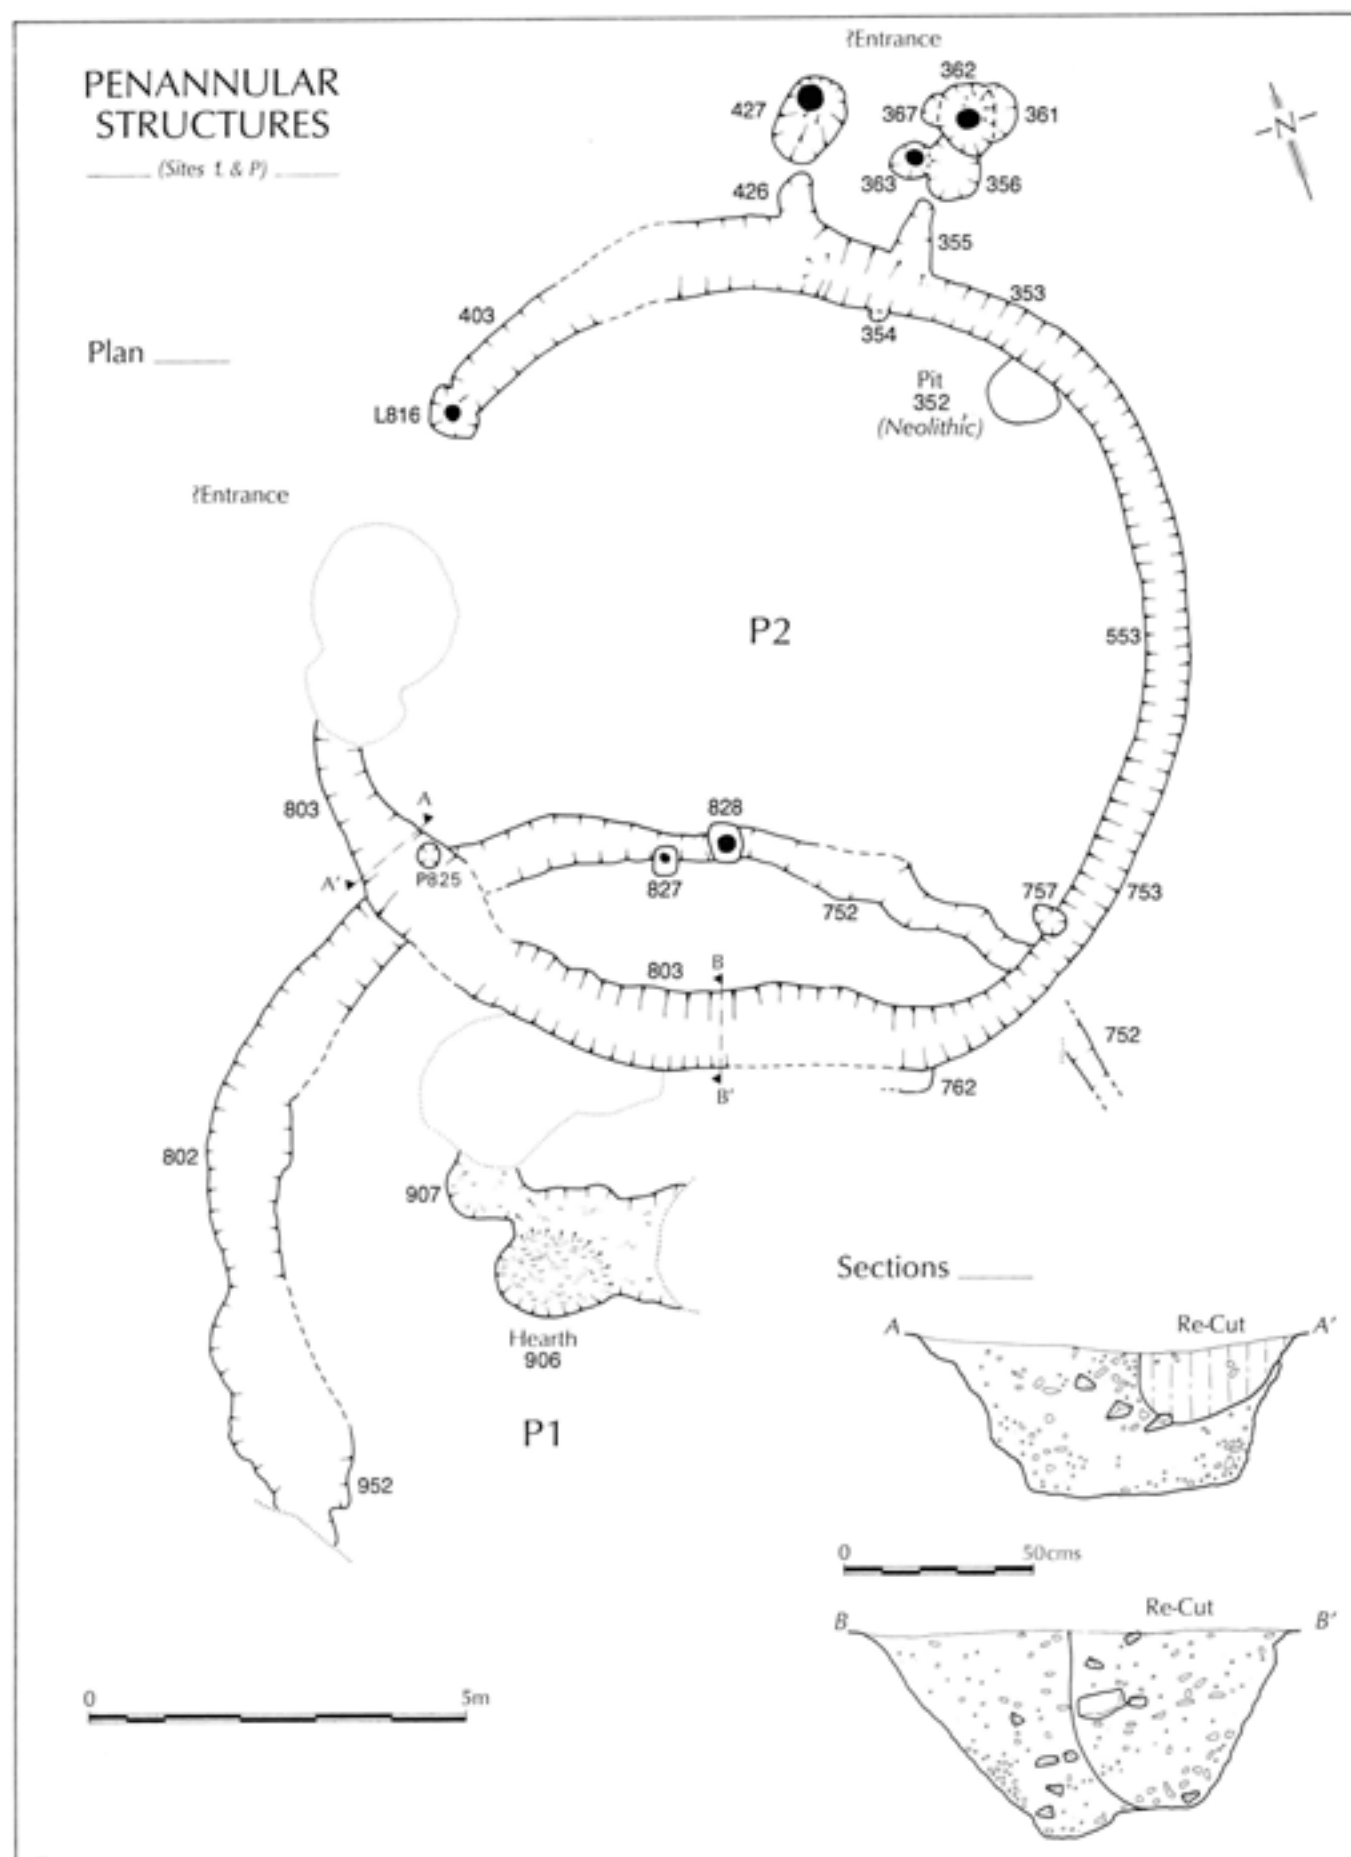 PENANNULAR
STRUCTURES
(Sites L & P)
?Entrance
362
427
367
361
363
356
426
355
N
403
353
354
Plan
L816
Pit
352
(Neolithic)
?Entrance
P2
553
803
A
828
A'
P825
827
752
757
753
803
B
752
B'
762
802
907
Hearth
906
P1
952
Sections
A
Re-Cut
A'
0 50cms
Re-Cut
B
B'
0 5m